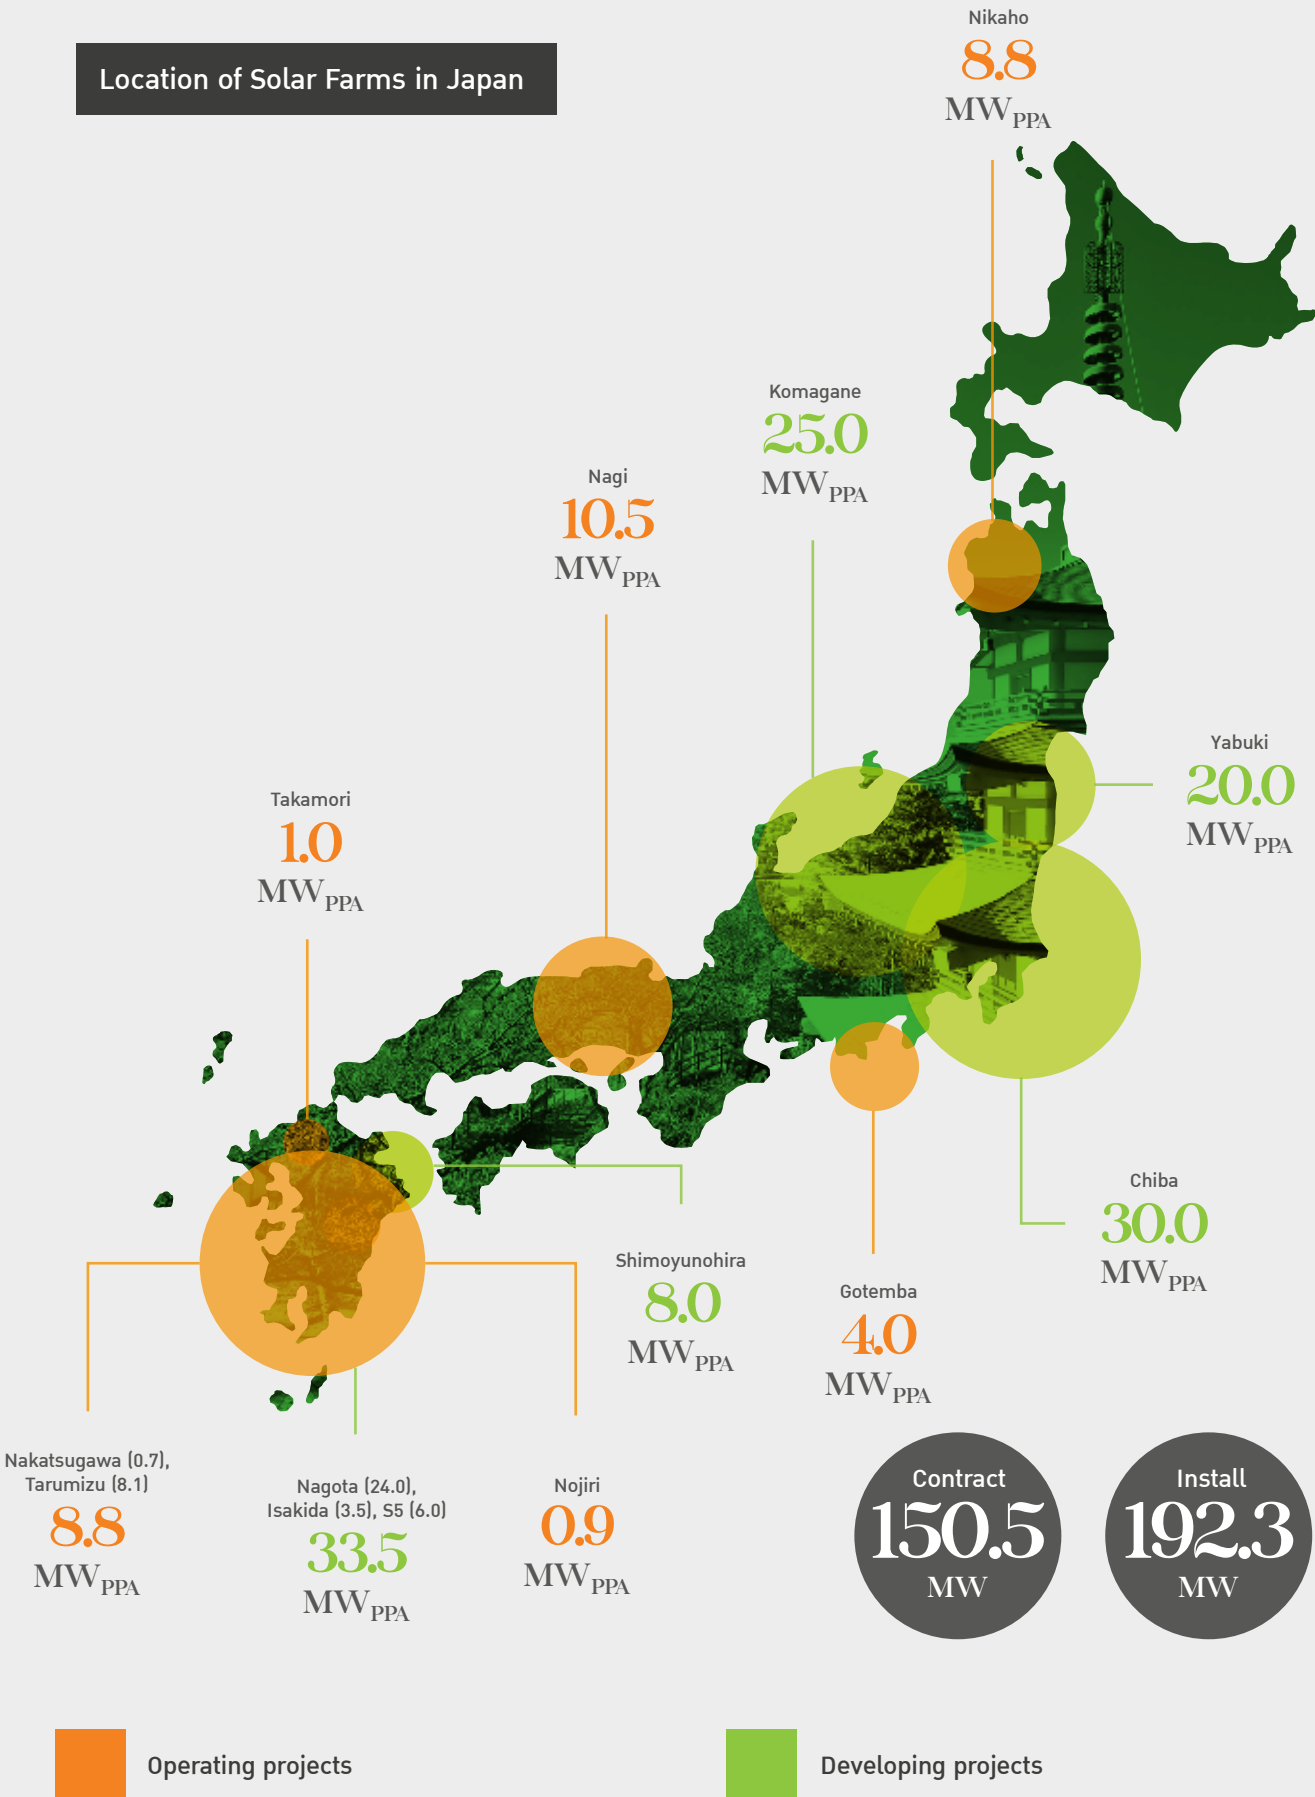 Location of Solar Farms in Japan
Nikaho
8.8
MWPPA
Komagane
25.0
MWPPA
Nagi
10.5
MWPPA
Yabuki
20.0
MWPPA
Takamori
1.0
MWPPA
Chiba
30.0
MWPPA
Shimoyunohira
8.0
MWPPA
Gotemba
4.0
MWPPA
Nakatsugawa (0.7),
Tarumizu (8.1)
8.8
MWPPA
Nagota (24.0),
Isakida (3.5), S5 (6.0)
33.5
MWPPA
Nojiri
0.9
MWPPA
Contract
150.5
MW
Install
192.3
MW
Operating projects
Developing projects